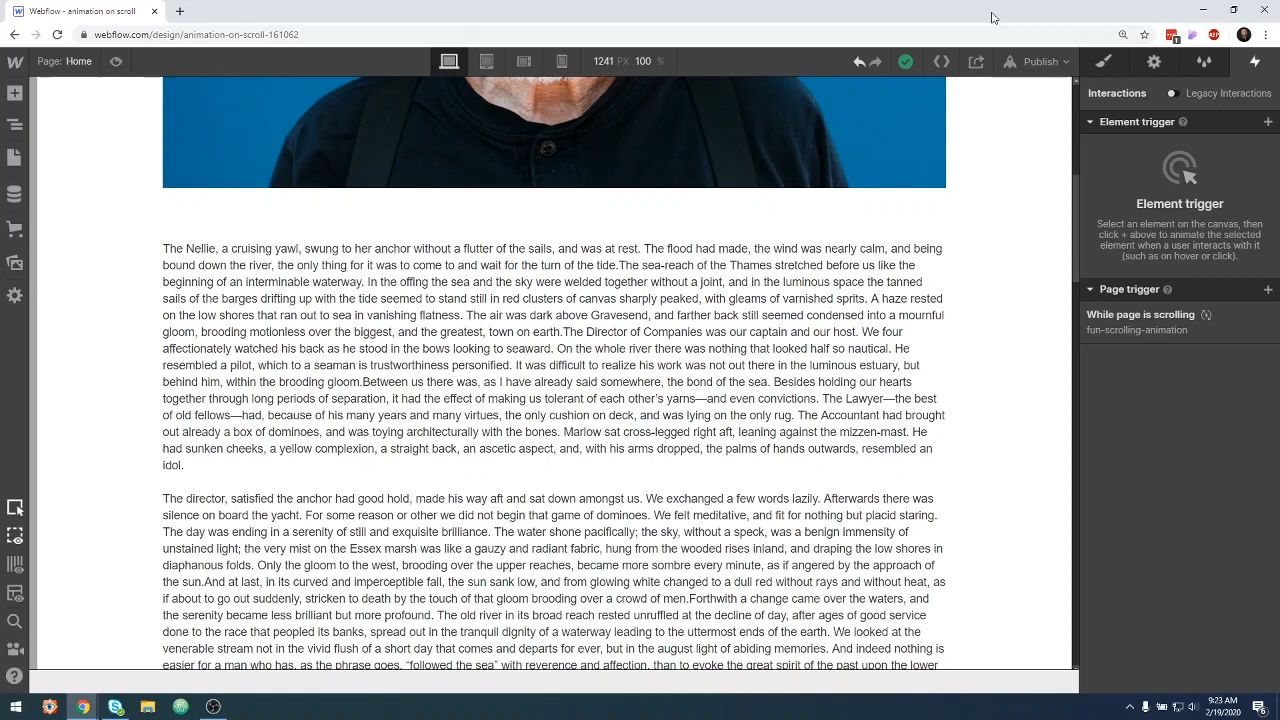 Webflow - animation on scroll
webflow.com/design/animation-on-scroll-161062
Page: Home
1241 PX 100 %
Publish
Interactions
Legacy Interactions
Element trigger
Element trigger
Select an element on the canvas, then
click + above to animate the selected
element when a user interacts with it
(such as on hover or click).
Page trigger
While page is scrolling
fun-scrolling-animation
The Nellie, a cruising yawl, swung to her anchor without a flutter of the sails, and was at rest. The flood had made, the wind was nearly calm, and being
bound down the river, the only thing for it was to come to and wait for the turn of the tide.The sea-reach of the Thames stretched before us like the
beginning of an interminable waterway. In the offing the sea and the sky were welded together without a joint, and in the luminous space the tanned
sails of the barges drifting up with the tide seemed to stand still in red clusters of canvas sharply peaked, with gleams of varnished sprits. A haze rested
on the low shores that ran out to sea in vanishing flatness. The air was dark above Gravesend, and farther back still seemed condensed into a mournful
gloom, brooding motionless over the biggest, and the greatest, town on earth.The Director of Companies was our captain and our host. We four
affectionately watched his back as he stood in the bows looking to seaward. On the whole river there was nothing that looked half so nautical. He
resembled a pilot, which to a seaman is trustworthiness personified. It was difficult to realize his work was not out there in the luminous estuary, but
behind him, within the brooding gloom.Between us there was, as I have already said somewhere, the bond of the sea. Besides holding our hearts
together through long periods of separation, it had the effect of making us tolerant of each other's yarns—and even convictions. The Lawyer—the best
of old fellows—had, because of his many years and many virtues, the only cushion on deck, and was lying on the only rug. The Accountant had brought
out already a box of dominoes, and was toying architecturally with the bones. Marlow sat cross-legged right aft, leaning against the mizzen-mast. He
had sunken cheeks, a yellow complexion, a straight back, an ascetic aspect, and, with his arms dropped, the palms of hands outwards, resembled an
idol.
The director, satisfied the anchor had good hold, made his way aft and sat down amongst us. We exchanged a few words lazily. Afterwards there was
silence on board the yacht. For some reason or other we did not begin that game of dominoes. We felt meditative, and fit for nothing but placid staring.
The day was ending in a serenity of still and exquisite brilliance. The water shone pacifically; the sky, without a speck, was a benign immensity of
unstained light; the very mist on the Essex marsh was like a gauzy and radiant fabric, hung from the wooded rises inland, and draping the low shores in
diaphanous folds. Only the gloom to the west, brooding over the upper reaches, became more sombre every minute, as if angered by the approach of
the sun.And at last, in its curved and imperceptible fall, the sun sank low, and from glowing white changed to a dull red without rays and without heat, as
if about to go out suddenly, stricken to death by the touch of that gloom brooding over a crowd of men.Forthwith a change came over the waters, and
the serenity became less brilliant but more profound. The old river in its broad reach rested unruffled at the decline of day, after ages of good service
done to the race that peopled its banks, spread out in the tranquil dignity of a waterway leading to the uttermost ends of the earth. We looked at the
venerable stream not in the vivid flush of a short day that comes and departs for ever, but in the august light of abiding memories. And indeed nothing is
easier for a man who has, as the phrase goes, "followed the sea" with reverence and affection, than to evoke the great spirit of the past upon the lower
9:23 AM
2/19/2020